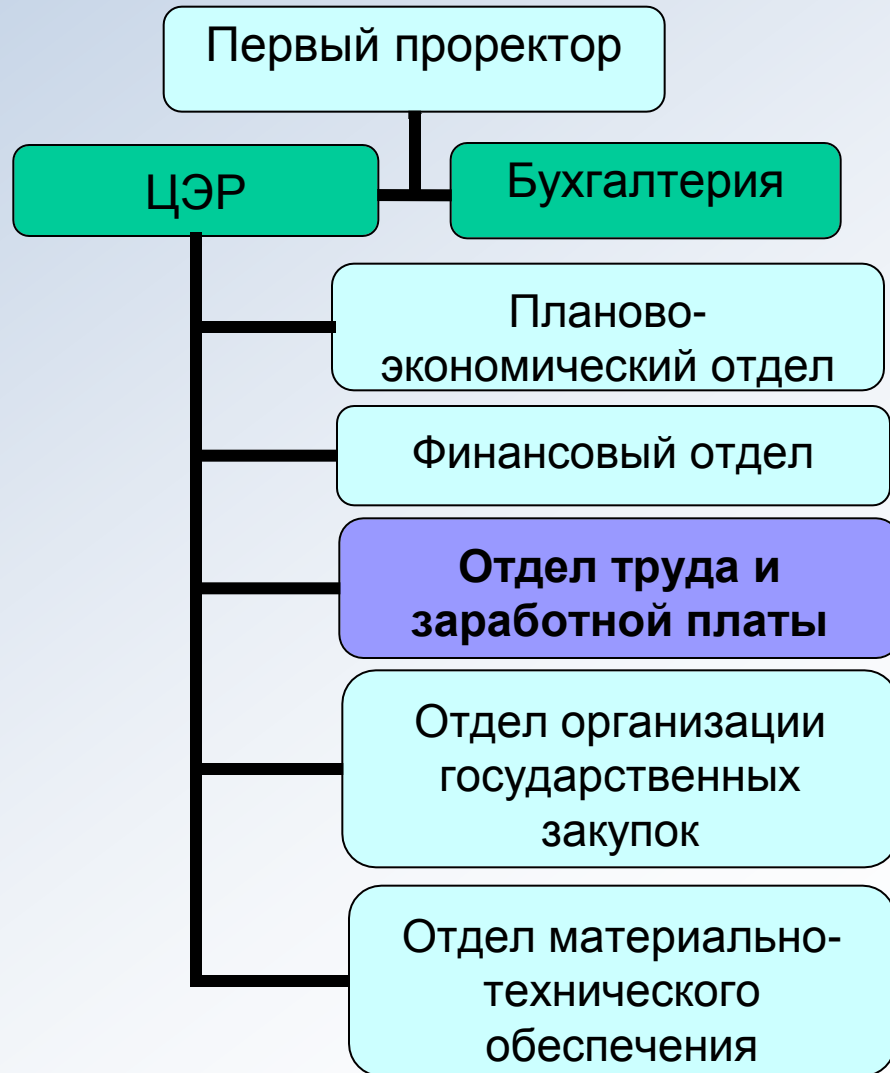 Первый проректор
ЦЭР
Бухгалтерия
Планово-
экономический отдел
Финансовый отдел
Отдел труда и
заработной платы
Отдел организации
государственных
закупок
Отдел материально-
технического
обеспечения